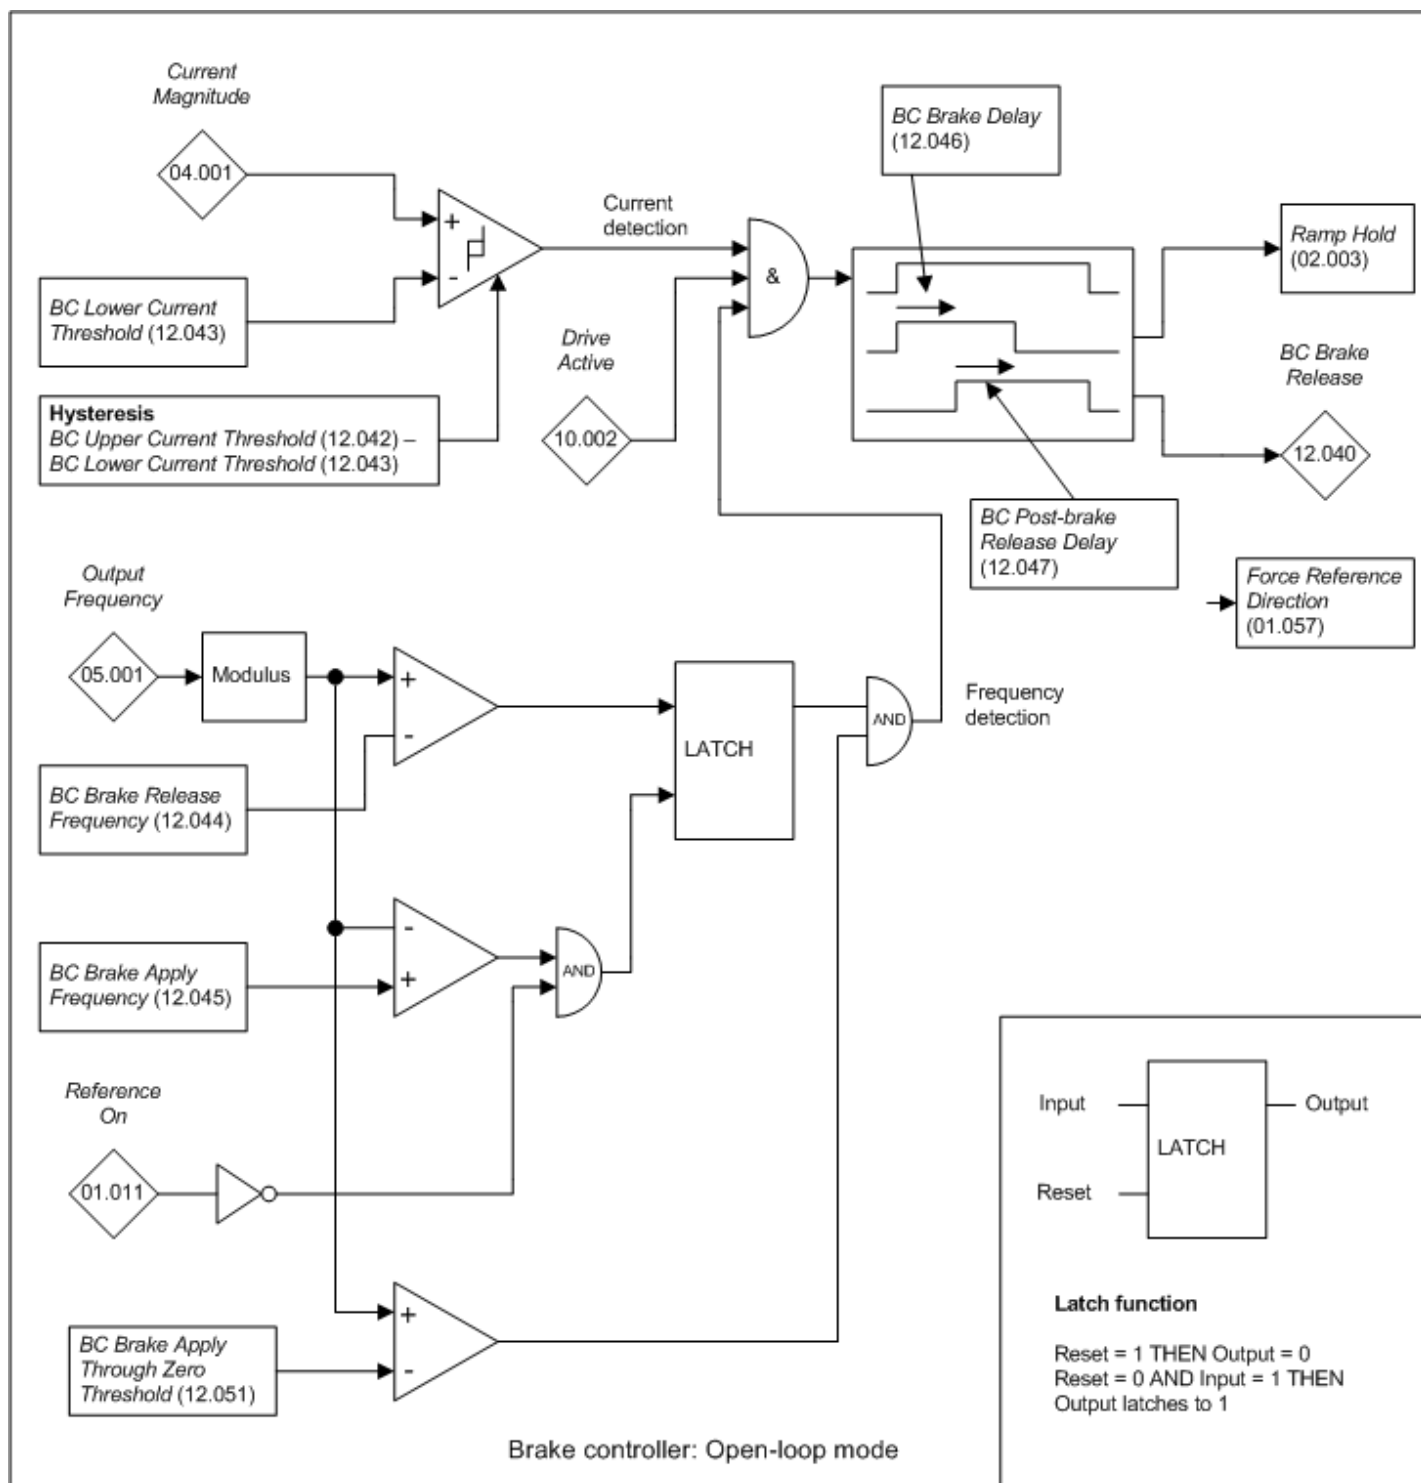 Current
Magnitude
04.001
+
-
BC Lower Current
Threshold (12.043)
Hysteresis
BC Upper Current Threshold (12.042) –
BC Lower Current Threshold (12.043)
Current
detection
Drive
Active
10.002
&
BC Brake Delay
(12.046)
BC Post-brake
Release Delay
(12.047)
Ramp Hold
(02.003)
BC Brake
Release
12.040
Force Reference
Direction
(01.057)
Output
Frequency
05.001
Modulus
+
-
BC Brake Release
Frequency (12.044)
LATCH
AND
Frequency
detection
-
+
BC Brake Apply
Frequency (12.045)
AND
Reference
On
01.011
+
-
BC Brake Apply
Through Zero
Threshold (12.051)
Brake controller: Open-loop mode
Input
Output
LATCH
Reset
Latch function
Reset = 1 THEN Output = 0
Reset = 0 AND Input = 1 THEN
Output latches to 1